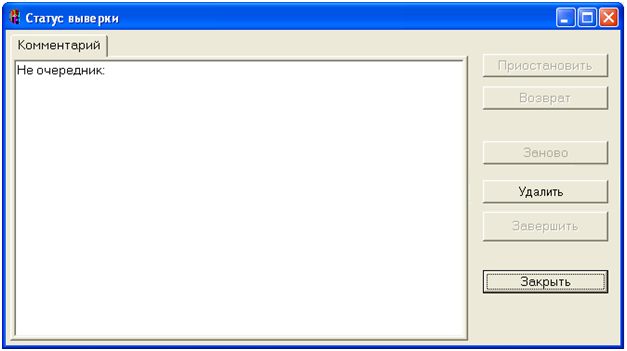 Статус выверки
Комментарий
Не очередник:
Приостановить
Возврат
Заново
Удалить
Завершить
Закрыть